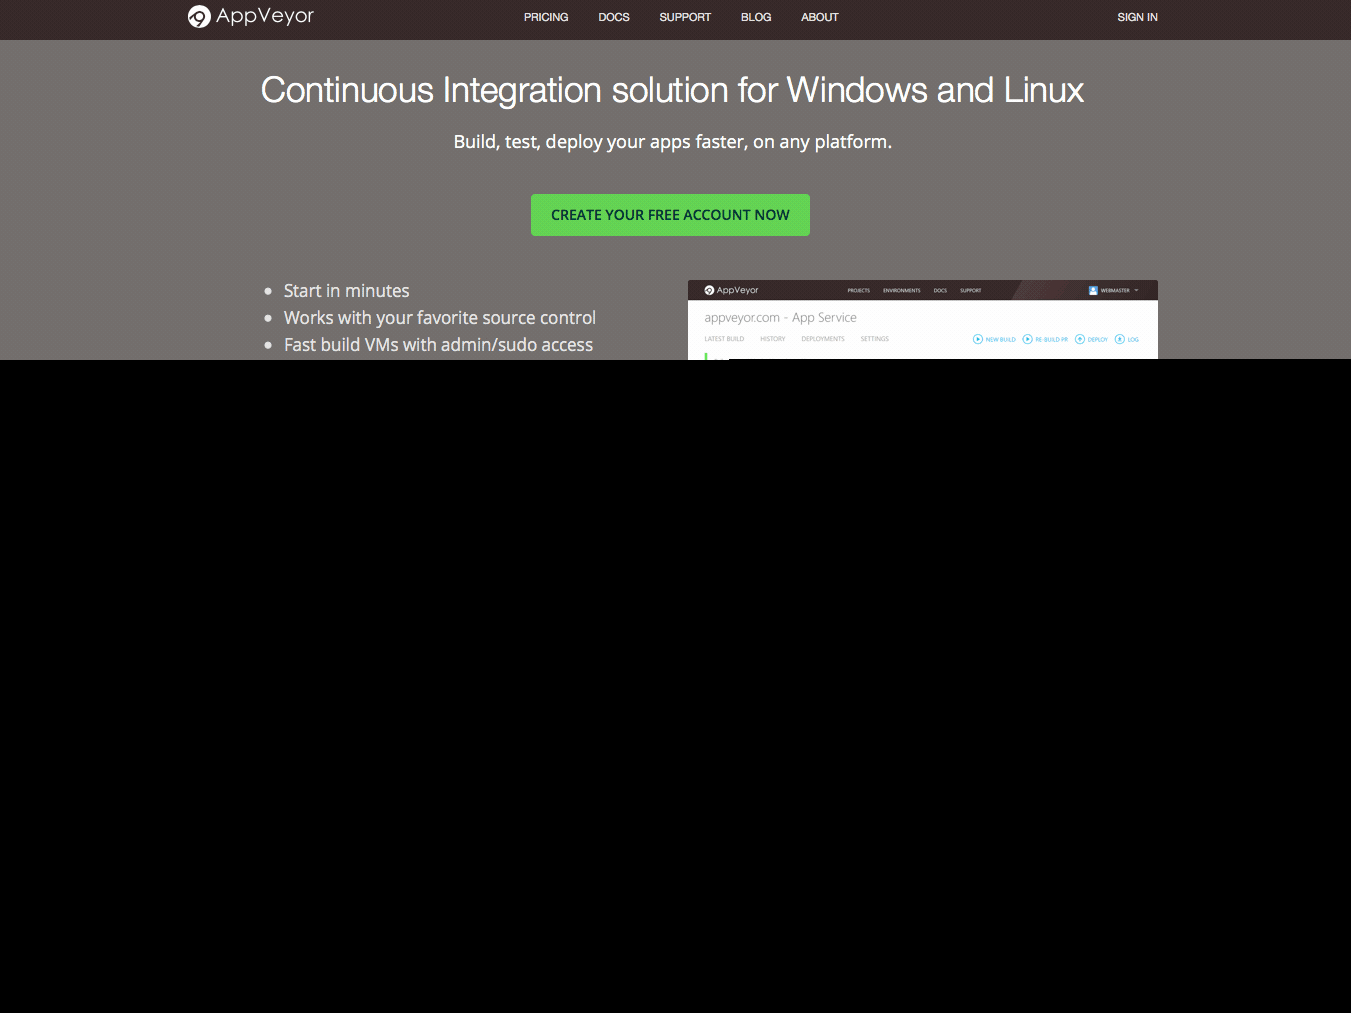 AppVeyor PRICING DOCS SUPPORT BLOG ABOUT SIGN IN
Continuous Integration solution for Windows and Linux
Build, test, deploy your apps faster, on any platform.
CREATE YOUR FREE ACCOUNT NOW
Start in minutes
Works with your favorite source control
Fast build VMs with admin/sudo access
AppVeyor PROJECTS ENVIRONMENTS DOCS SUPPORT WEBMASTER
appveyor.com - App Service
LATEST BUILD HISTORY DEPLOYMENTS SETTINGS NEW BUILD RE-BUILD PR DEPLOY LOG